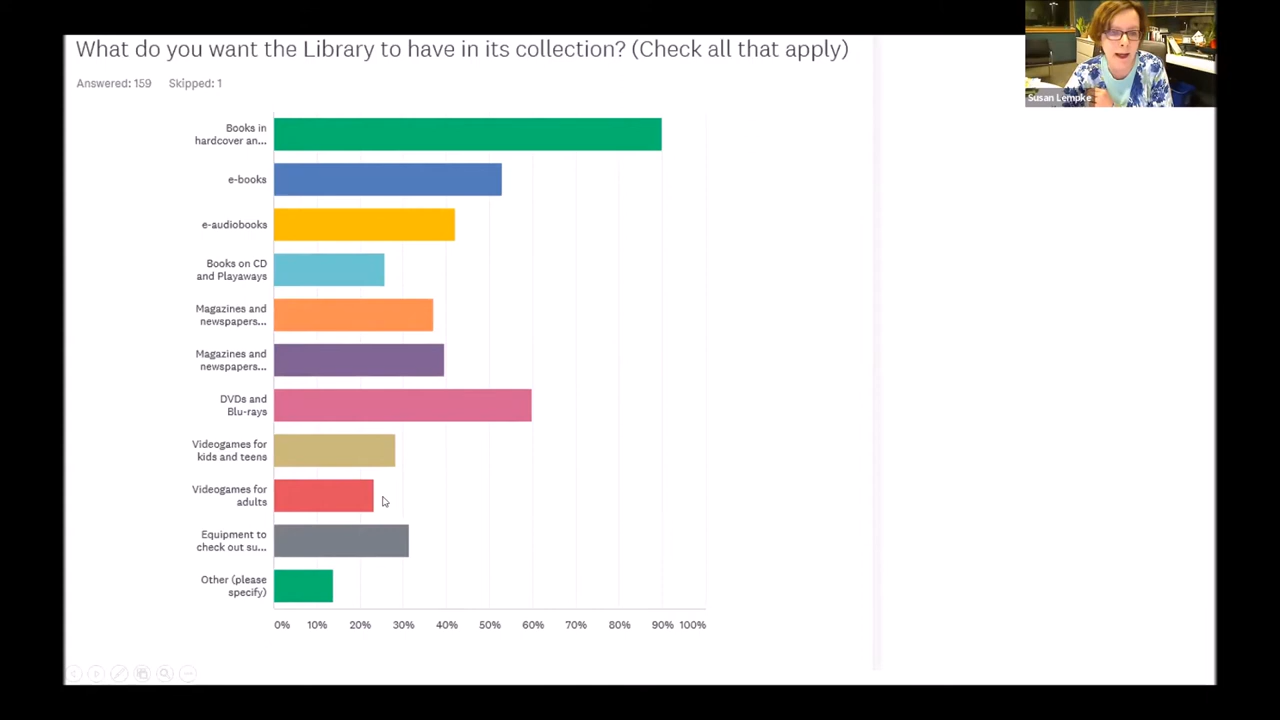 What do you want the Library to have in its collection? (Check all that apply)
Answered: 159 Skipped: 1
Susan Lempke
Books in
hardcover an...
e-books
e-audiobooks
Books on CD
and Playaways
Magazines and
newspapers...
Magazines and
newspapers...
DVDs and
Blu-rays
Videogames for
kids and teens
Videogames for
adults
Equipment to
check out su...
Other (please
specify)
0% 10% 20% 30% 40% 50% 60% 70% 80% 90% 100%